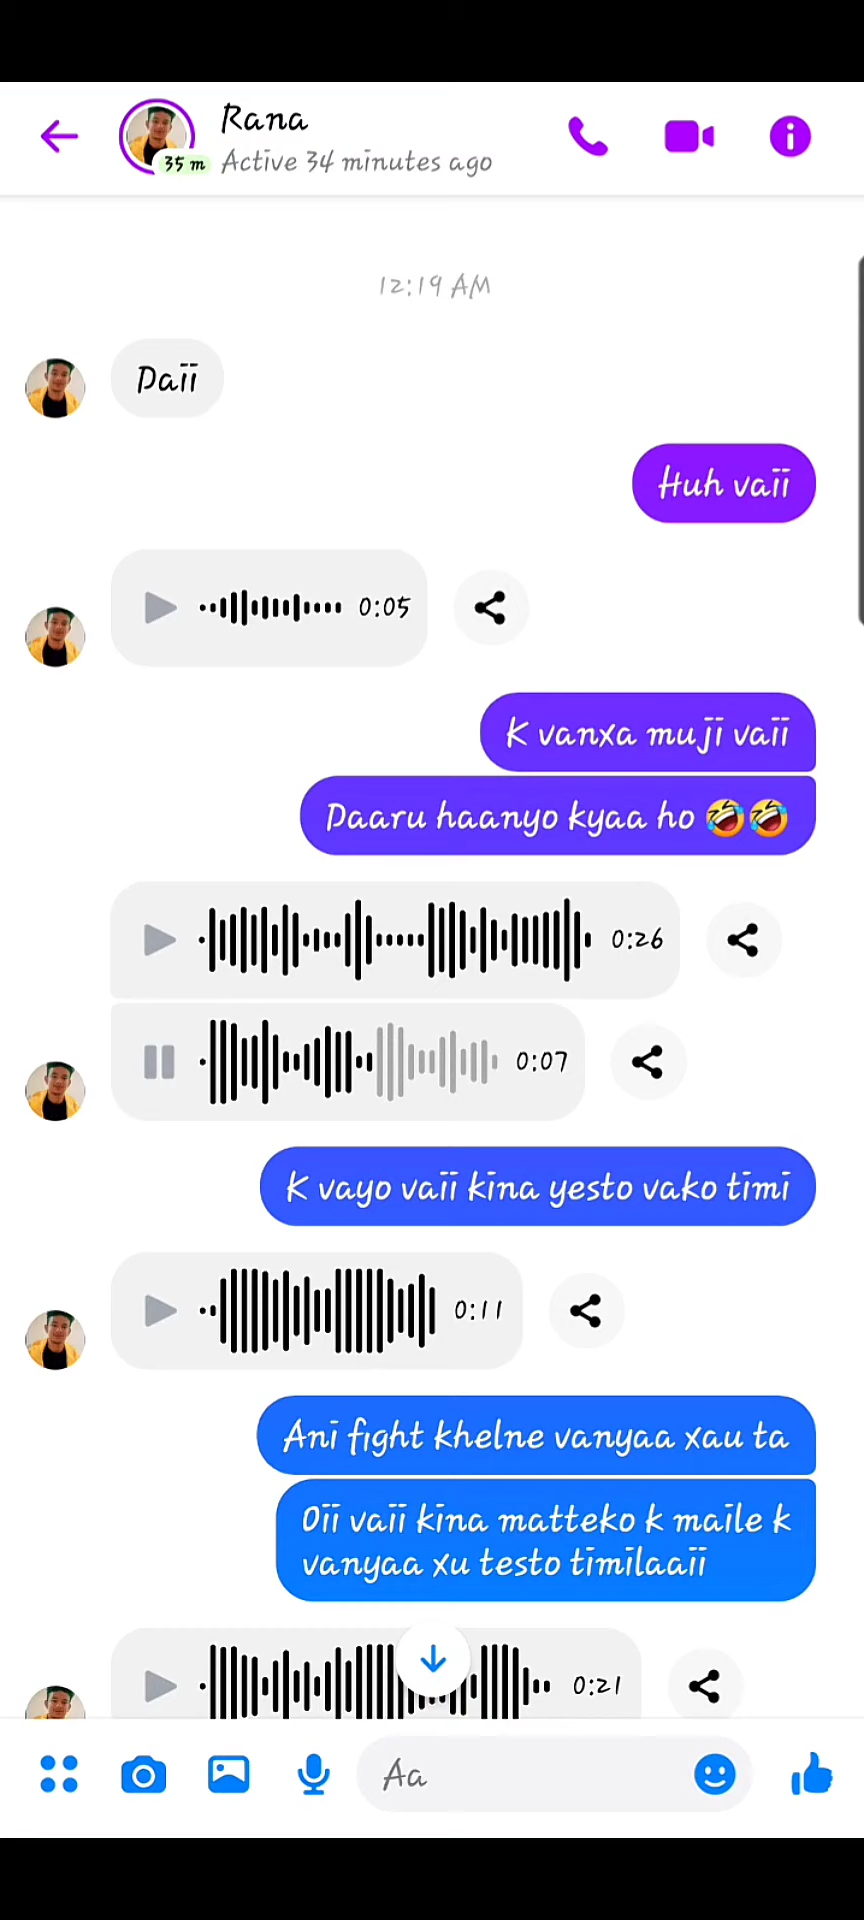 Rana
35 m
Active 34 minutes ago
12:19 AM
Daii
Huh vaii
0:05
K vanxa muji vaii
Daaru haanyo kyaa ho 🤣🤣
0:26
0:07
K vayo vaii kina yesto vako timi
0:11
Ani fight khelne vanyaa xau ta
Oii vaii kina matteko k maile k
vanyaa xu testo timilaaii
0:21
Aa